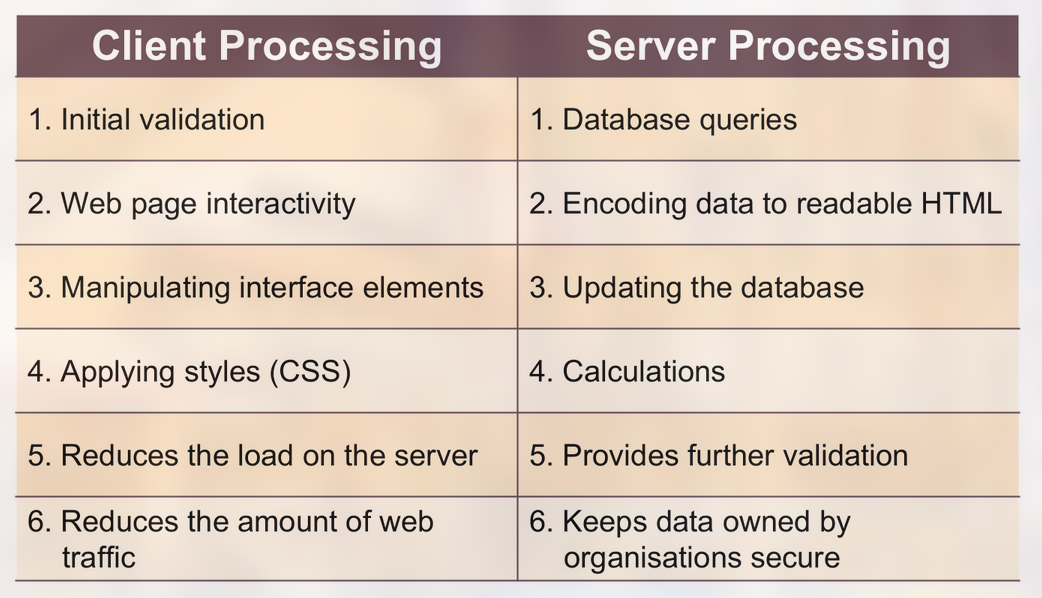 Client Processing
Server Processing
1. Initial validation
1. Database queries
2. Web page interactivity
2. Encoding data to readable HTML
3. Manipulating interface elements
3. Updating the database
4. Applying styles (CSS)
4. Calculations
5. Reduces the load on the server
5. Provides further validation
6. Reduces the amount of web
traffic
6. Keeps data owned by
organisations secure